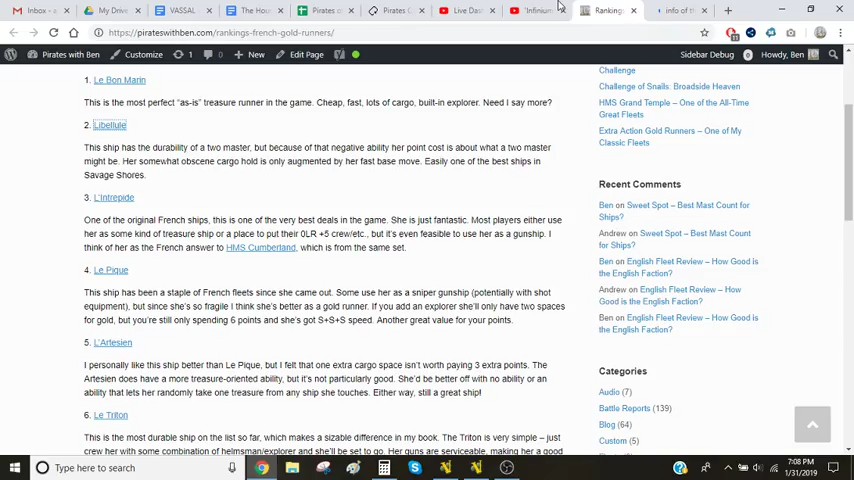 Inbox - a
My Drive
VASSAL
The Hou
Pirates o
Pirates C
Live Das
"Infinium
Rankings
info of th
https://pirateswithben.com/rankings-french-gold-runners/
Pirates with Ben Customize 1 New Edit Page Sidebar Debug 0 Howdy, Ben
1. Le Bon Marin
This is the most perfect “as-is” treasure runner in the game. Cheap, fast, lots of cargo, built-in explorer. Need I say more?
2. Libellule
This ship has the durability of a two master, but because of that negative ability her point cost is about what a two master
might be. Her somewhat obscene cargo hold is only augmented by her fast base move. Easily one of the best ships in
Savage Shores.
3. L’Intrepide
One of the original French ships, this is one of the very best deals in the game. She is just fantastic. Most players either use
her as some kind of treasure ship or a place to put their 0LR +5 crew/etc., but it’s even feasible to use her as a gunship. I
think of her as the French answer to HMS Cumberland, which is from the same set.
4. Le Pique
This ship has been a staple of French fleets since she came out. Some use her as a sniper gunship (potentially with shot
equipment), but since she’s so fragile I think she’s better as a gold runner. If you add an explorer she’ll only have two spaces
for gold, but you’re still only spending 6 points and she’s got S+S+S speed. Another great value for your points.
5. L’Artesien
I personally like this ship better than Le Pique, but I felt that one extra cargo space isn’t worth paying 3 extra points. The
Artesien does have a more treasure-oriented ability, but it’s not particularly good. She’d be better off with no ability or an
ability that lets her randomly take one treasure from any ship she touches. Either way, still a great ship!
6. Le Triton
This is the most durable ship on the list so far, which makes a sizable difference in my book. The Triton is very simple – just
crew her with some combination of helmsman/explorer and she’ll be set to go. Her guns are serviceable, making her a good
Challenge
Challenge of Snails: Broadside Heaven
HMS Grand Temple – One of the All-Time
Great Fleets
Extra Action Gold Runners – One of My
Classic Fleets
Recent Comments
Ben on Sweet Spot – Best Mast Count for
Ships?
Andrew on Sweet Spot – Best Mast Count
for Ships?
Ben on English Fleet Review – How Good is
the English Faction?
Andrew on English Fleet Review – How
Good is the English Faction?
Ben on English Fleet Review – How Good is
the English Faction?
Categories
Audio (7)
Battle Reports (139)
Blog (64)
Custom (5)
Type here to search
7:08 PM
1/31/2019